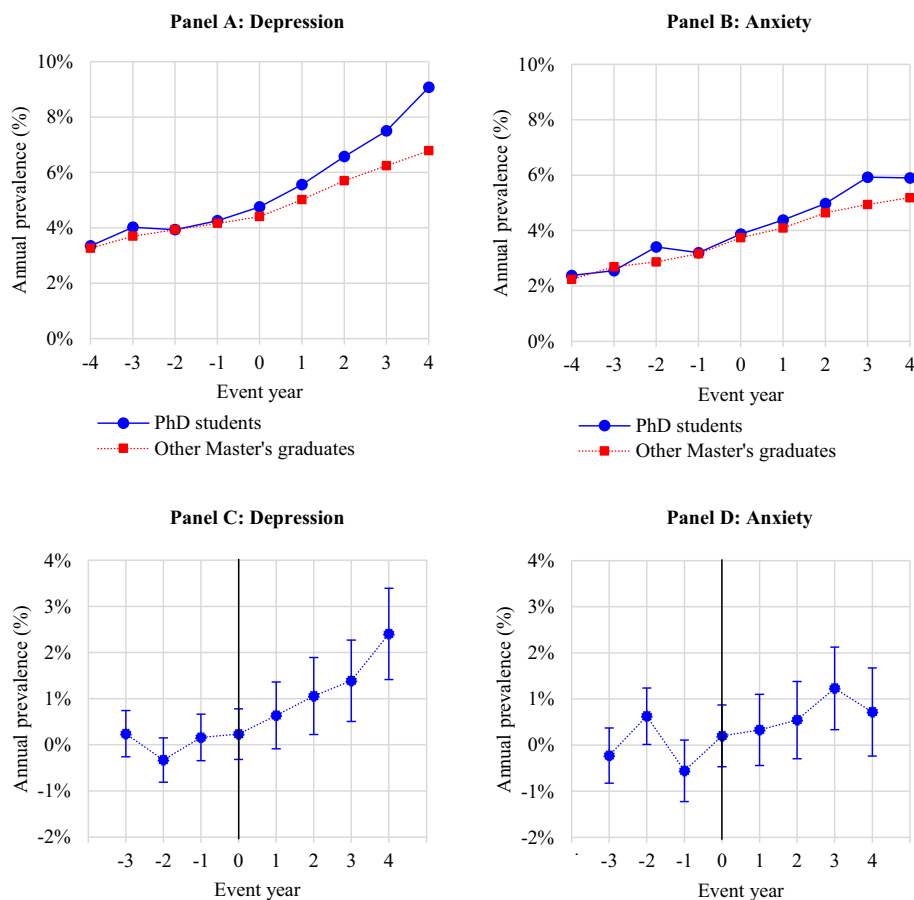 Panel A: Depression
Annual prevalence (%)
10%
8%
6%
4%
2%
0%
-4 -3 -2 -1 0 1 2 3 4
Event year
PhD students
Other Master's graduates
Panel B: Anxiety
Annual prevalence (%)
10%
8%
6%
4%
2%
0%
-4 -3 -2 -1 0 1 2 3 4
Event year
PhD students
Other Master's graduates
Panel C: Depression
Annual prevalence (%)
4%
3%
2%
1%
0%
-1%
-2%
-3 -2 -1 0 1 2 3 4
Event year
Panel D: Anxiety
Annual prevalence (%)
4%
3%
2%
1%
0%
-1%
-2%
-3 -2 -1 0 1 2 3 4
Event year